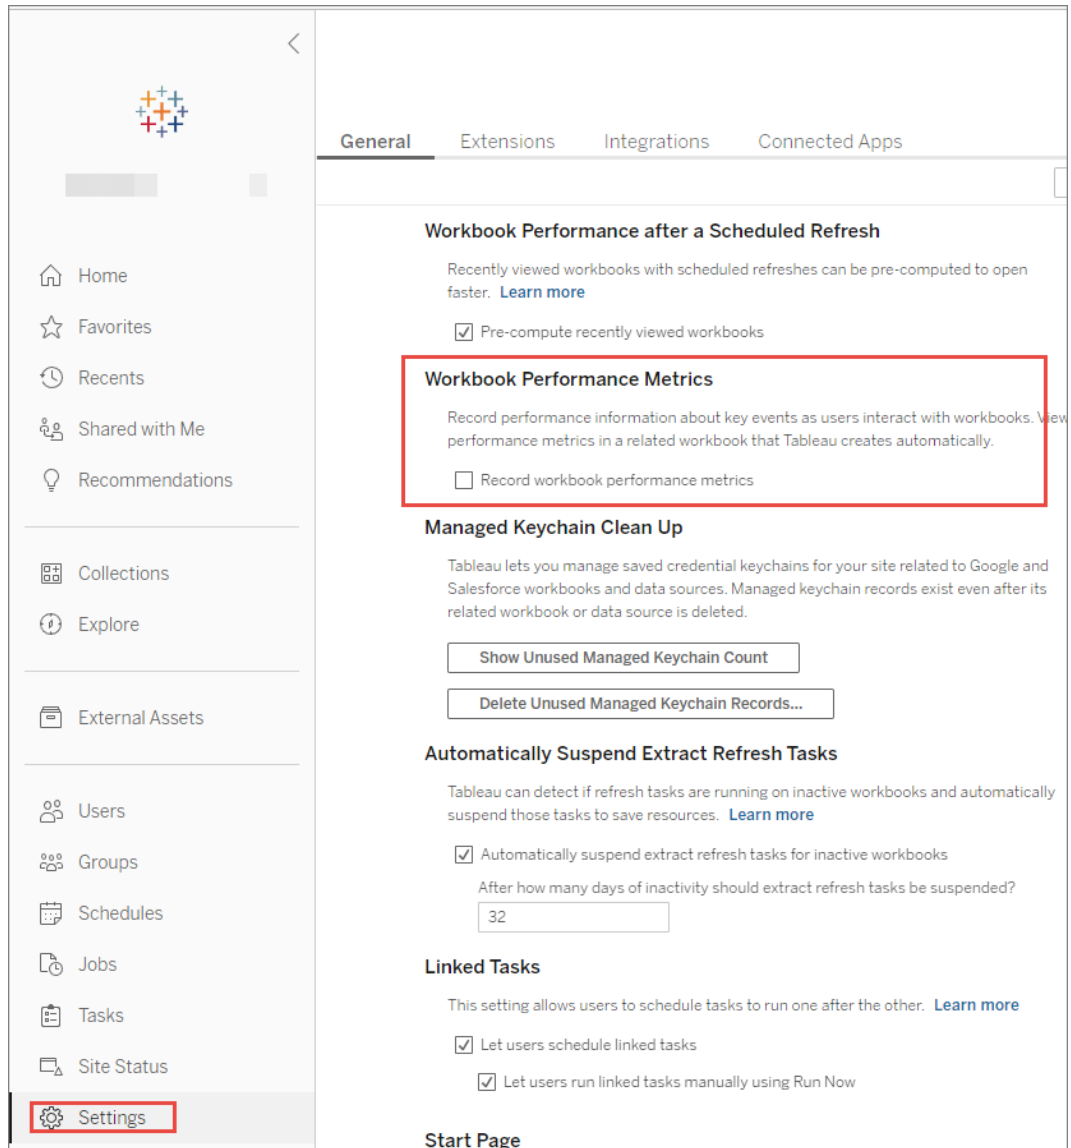 Home
Favorites
Recents
Shared with Me
Recommendations
Collections
Explore
External Assets
Users
Groups
Schedules
Jobs
Tasks
Site Status
Settings
General Extensions Integrations Connected Apps
Workbook Performance after a Scheduled Refresh
Recently viewed workbooks with scheduled refreshes can be pre-computed to open
faster. Learn more
Pre-compute recently viewed workbooks
Workbook Performance Metrics
Record performance information about key events as users interact with workbooks. View
performance metrics in a related workbook that Tableau creates automatically.
Record workbook performance metrics
Managed Keychain Clean Up
Tableau lets you manage saved credential keychains for your site related to Google and
Salesforce workbooks and data sources. Managed keychain records exist even after its
related workbook or data source is deleted.
Show Unused Managed Keychain Count
Delete Unused Managed Keychain Records...
Automatically Suspend Extract Refresh Tasks
Tableau can detect if refresh tasks are running on inactive workbooks and automatically
suspend those tasks to save resources. Learn more
Automatically suspend extract refresh tasks for inactive workbooks
After how many days of inactivity should extract refresh tasks be suspended?
32
Linked Tasks
This setting allows users to schedule tasks to run one after the other. Learn more
Let users schedule linked tasks
Let users run linked tasks manually using Run Now
Start Page